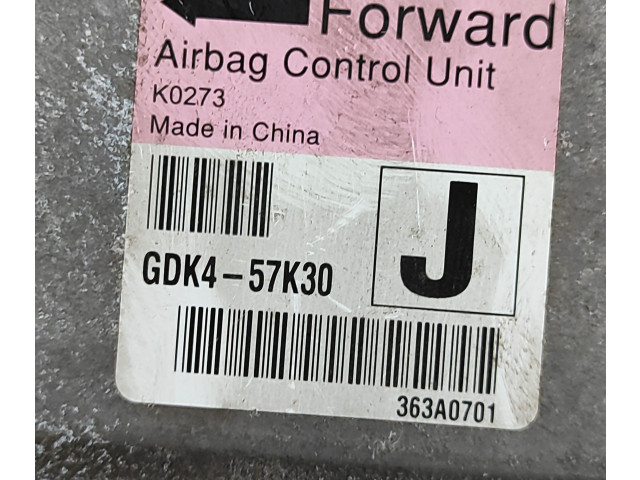 Forward
Airbag Control Unit
K0273
Made in China
J
GDK4-57K30
363A0701